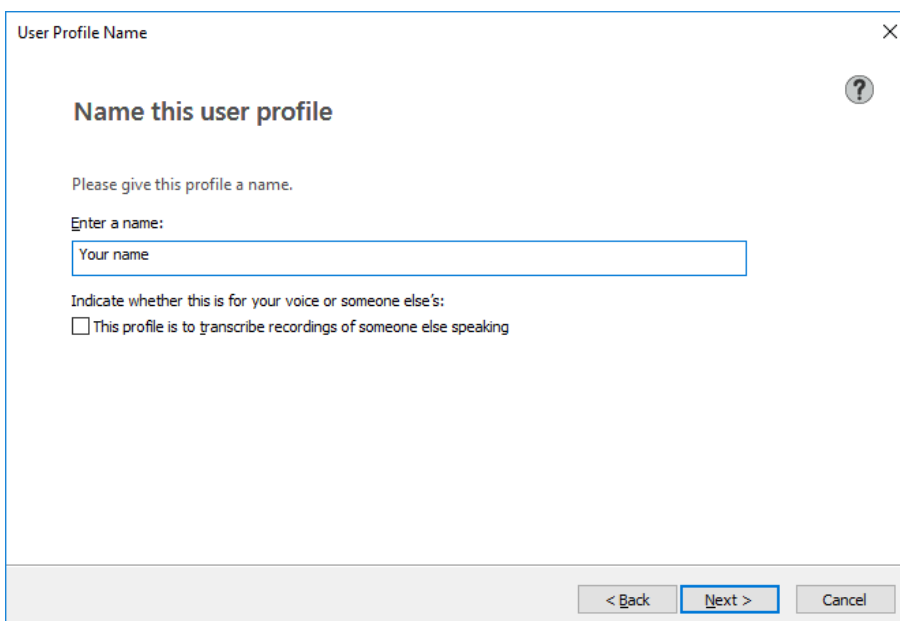 User Profile Name
?
Name this user profile
Please give this profile a name.
Enter a name:
Your name
Indicate whether this is for your voice or someone else's:
This profile is to transcribe recordings of someone else speaking
< Back Next > Cancel